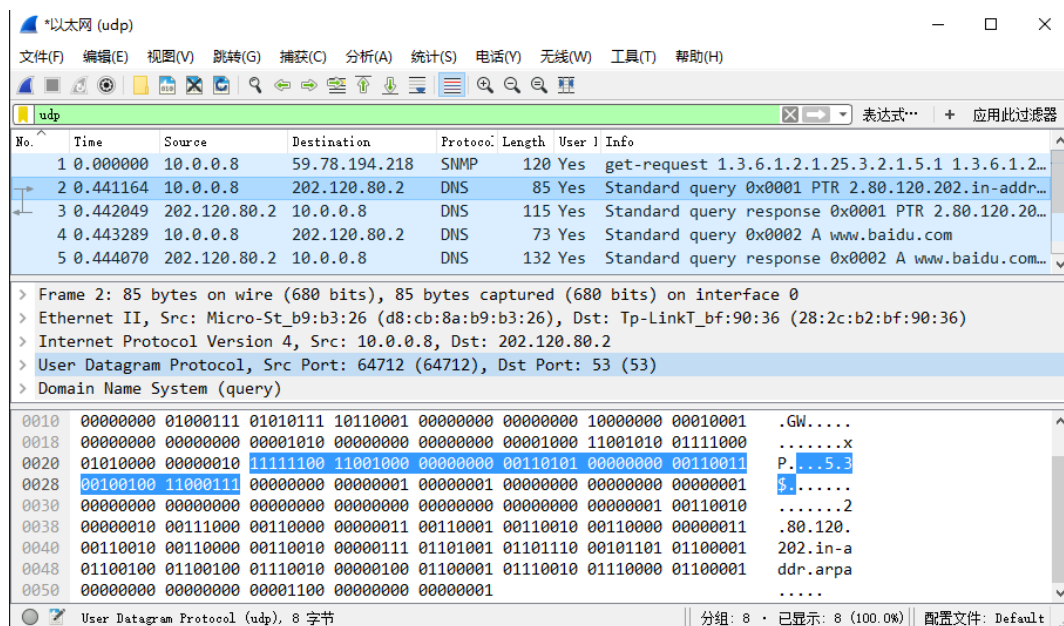 *以太网 (udp)
文件(F) 编辑(E) 视图(V) 跳转(G) 捕获(C) 分析(A) 统计(S) 电话(Y) 无线(W) 工具(T) 帮助(H)
udp 表达式… + 应用此过滤器
No. Time Source Destination Protocol Length User I Info
1 0.000000 10.0.0.8 59.78.194.218 SNMP 120 Yes get-request 1.3.6.1.2.1.25.3.2.1.5.1 1.3.6.1.2…
2 0.441164 10.0.0.8 202.120.80.2 DNS 85 Yes Standard query 0x0001 PTR 2.80.120.202.in-addr…
3 0.442049 202.120.80.2 10.0.0.8 DNS 115 Yes Standard query response 0x0001 PTR 2.80.120.20…
4 0.443289 10.0.0.8 202.120.80.2 DNS 73 Yes Standard query 0x0002 A www.baidu.com
5 0.444070 202.120.80.2 10.0.0.8 DNS 132 Yes Standard query response 0x0002 A www.baidu.com…
> Frame 2: 85 bytes on wire (680 bits), 85 bytes captured (680 bits) on interface 0
> Ethernet II, Src: Micro-St_b9:b3:26 (d8:cb:8a:b9:b3:26), Dst: Tp-LinkT_bf:90:36 (28:2c:b2:bf:90:36)
> Internet Protocol Version 4, Src: 10.0.0.8, Dst: 202.120.80.2
> User Datagram Protocol, Src Port: 64712 (64712), Dst Port: 53 (53)
> Domain Name System (query)
0010 00000000 01000111 01010111 10110001 00000000 00000000 10000000 00010001 .GW.....
0018 00000000 00000000 00001010 00000000 00000000 00001000 11001010 01111000 .......x
0020 01010000 00000010 11111100 11001000 00000000 00110101 00000000 00110011 P....5.3
0028 00100100 11000111 00000000 00000001 00000001 00000000 00000000 00000001 $.......
0030 00000000 00000000 00000000 00000000 00000000 00000000 00000001 00110010 .......2
0038 00000010 00111000 00110000 00000011 00110001 00110010 00110000 00000011 .80.120.
0040 00110010 00110000 00110010 00000111 01101001 01101110 00101101 01100001 202.in-a
0048 01100100 01100100 01110010 00000100 01100001 01110010 01110000 01100001 ddr.arpa
0050 00000000 00000000 00001100 00000000 00000001 .....
User Datagram Protocol (udp), 8 字节 分组: 8 · 已显示: 8 (100.0%) 配置文件: Default